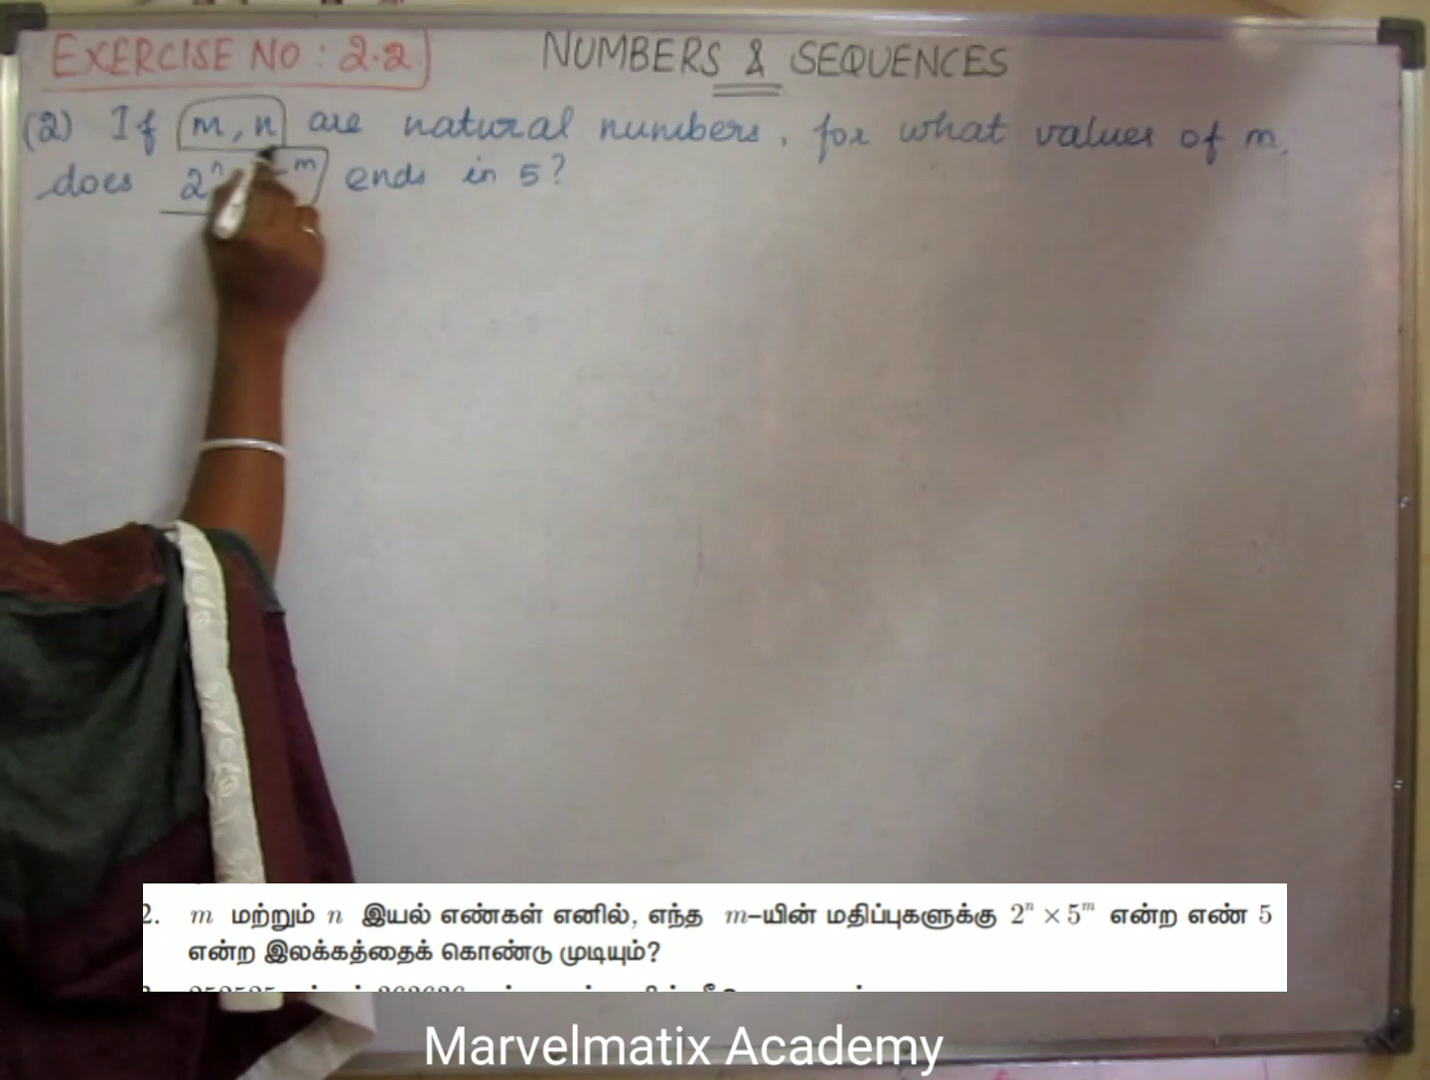 EXERCISE NO : 2.2
NUMBERS & SEQUENCES
(2) If m, n are natural numbers, for what values of m,
does 2ⁿ ᵐ ends in 5?
2. m மற்றும் n இயல் எண்கள் எனில், எந்த m–யின் மதிப்புகளுக்கு 2ⁿ × 5ᵐ என்ற எண் 5
என்ற இலக்கத்தைக் கொண்டு முடியும்?
Marvelmatix Academy